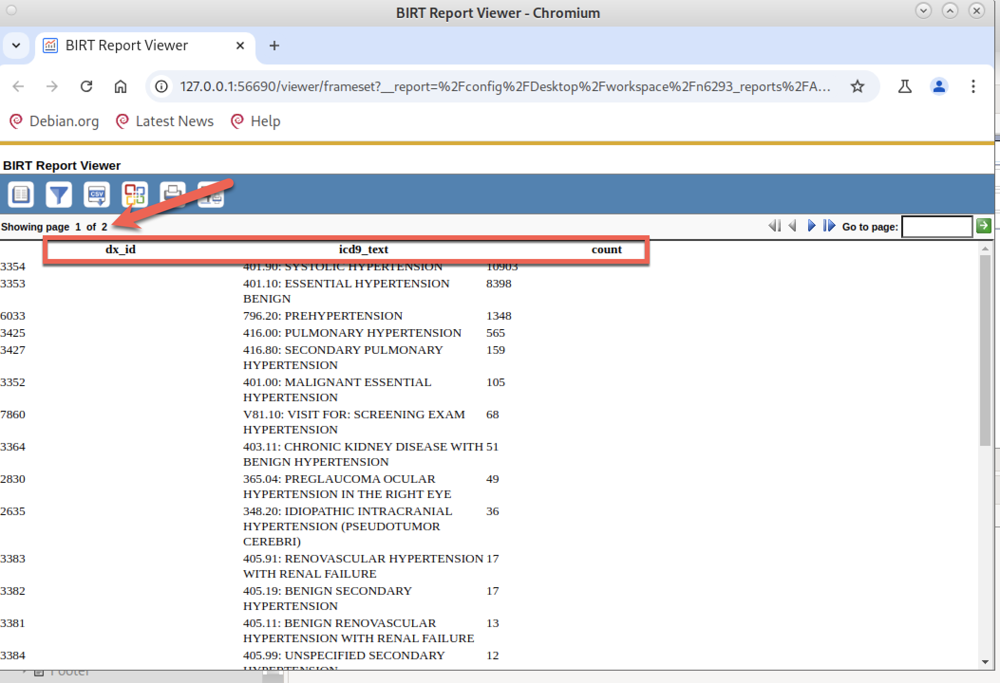 BIRT Report Viewer - Chromium
BIRT Report Viewer
127.0.0.1:56690/viewer/frameset?__report=%2Fconfig%2FDesktop%2Fworkspace%2Fn6293_reports%2FA...
Debian.org Latest News Help
BIRT Report Viewer
CSV
Showing page 1 of 2 Go to page:
dx_id icd9_text count
3354 401.90: SYSTOLIC HYPERTENSION 10903
3353 401.10: ESSENTIAL HYPERTENSION 8398
BENIGN
6033 796.20: PREHYPERTENSION 1348
3425 416.00: PULMONARY HYPERTENSION 565
3427 416.80: SECONDARY PULMONARY 159
HYPERTENSION
3352 401.00: MALIGNANT ESSENTIAL 105
HYPERTENSION
7860 V81.10: VISIT FOR: SCREENING EXAM 68
HYPERTENSION
3364 403.11: CHRONIC KIDNEY DISEASE WITH 51
BENIGN HYPERTENSION
2830 365.04: PREGLAUCOMA OCULAR 49
HYPERTENSION IN THE RIGHT EYE
2635 348.20: IDIOPATHIC INTRACRANIAL 36
HYPERTENSION (PSEUDOTUMOR
CEREBRI)
3383 405.91: RENOVASCULAR HYPERTENSION 17
WITH RENAL FAILURE
3382 405.19: BENIGN SECONDARY 17
HYPERTENSION
3381 405.11: BENIGN RENOVASCULAR 13
HYPERTENSION WITH RENAL FAILURE
3384 405.99: UNSPECIFIED SECONDARY 12
HYPERTENSION
Footer